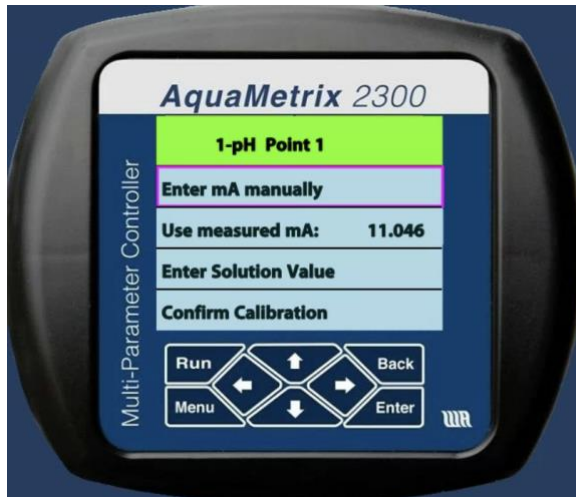 AquaMetrix 2300
Multi-Parameter Controller
1-pH Point 1
Enter mA manually
Use measured mA: 11.046
Enter Solution Value
Confirm Calibration
Run
Back
Menu
Enter